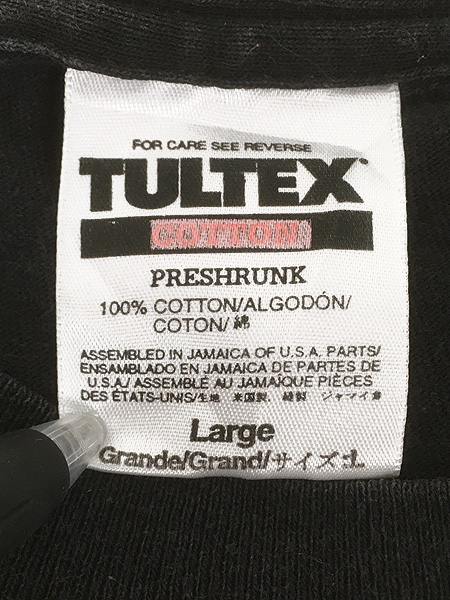 FOR CARE SEE REVERSE
TULTEX
COTTON
PRESHRUNK
100% COTTON/ALGODÓN/
COTON/綿
ASSEMBLED IN JAMAICA OF U.S.A. PARTS/
ENSAMBLADO EN JAMAICA DE PARTES DE
U.S.A./ ASSEMBLÉ AU JAMAÏQUE PIÈCES
DES ÉTATS-UNIS/生地 米国製, 縫製 ジャマイカ
Large
Grande/Grand/サイズL